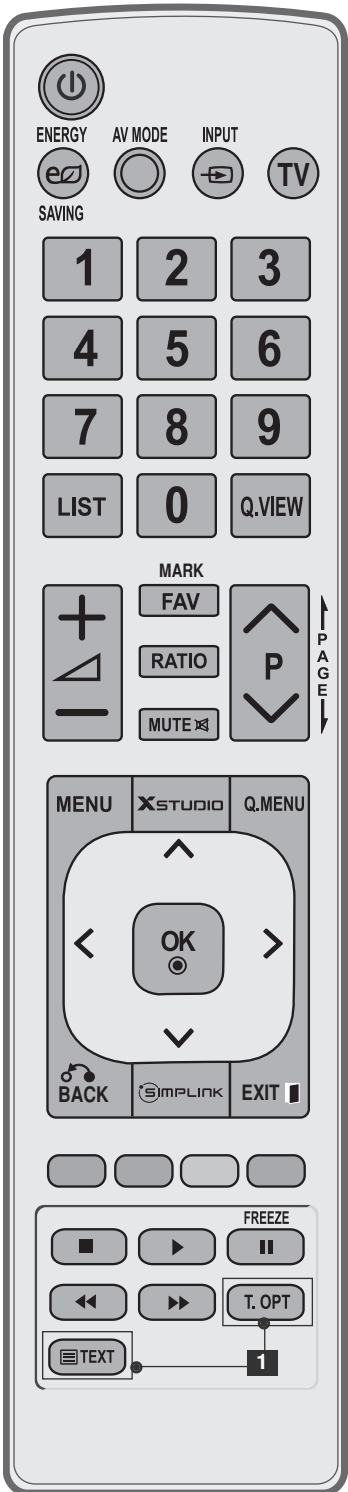 ENERGY AV MODE INPUT
TV
SAVING
1 2 3
4 5 6
7 8 9
LIST 0 Q.VIEW
MARK
FAV
RATIO P
MUTE
PAGE
MENU XSTUDIO Q.MENU
OK
BACK SIMPLINK EXIT
FREEZE
T. OPT
TEXT 1